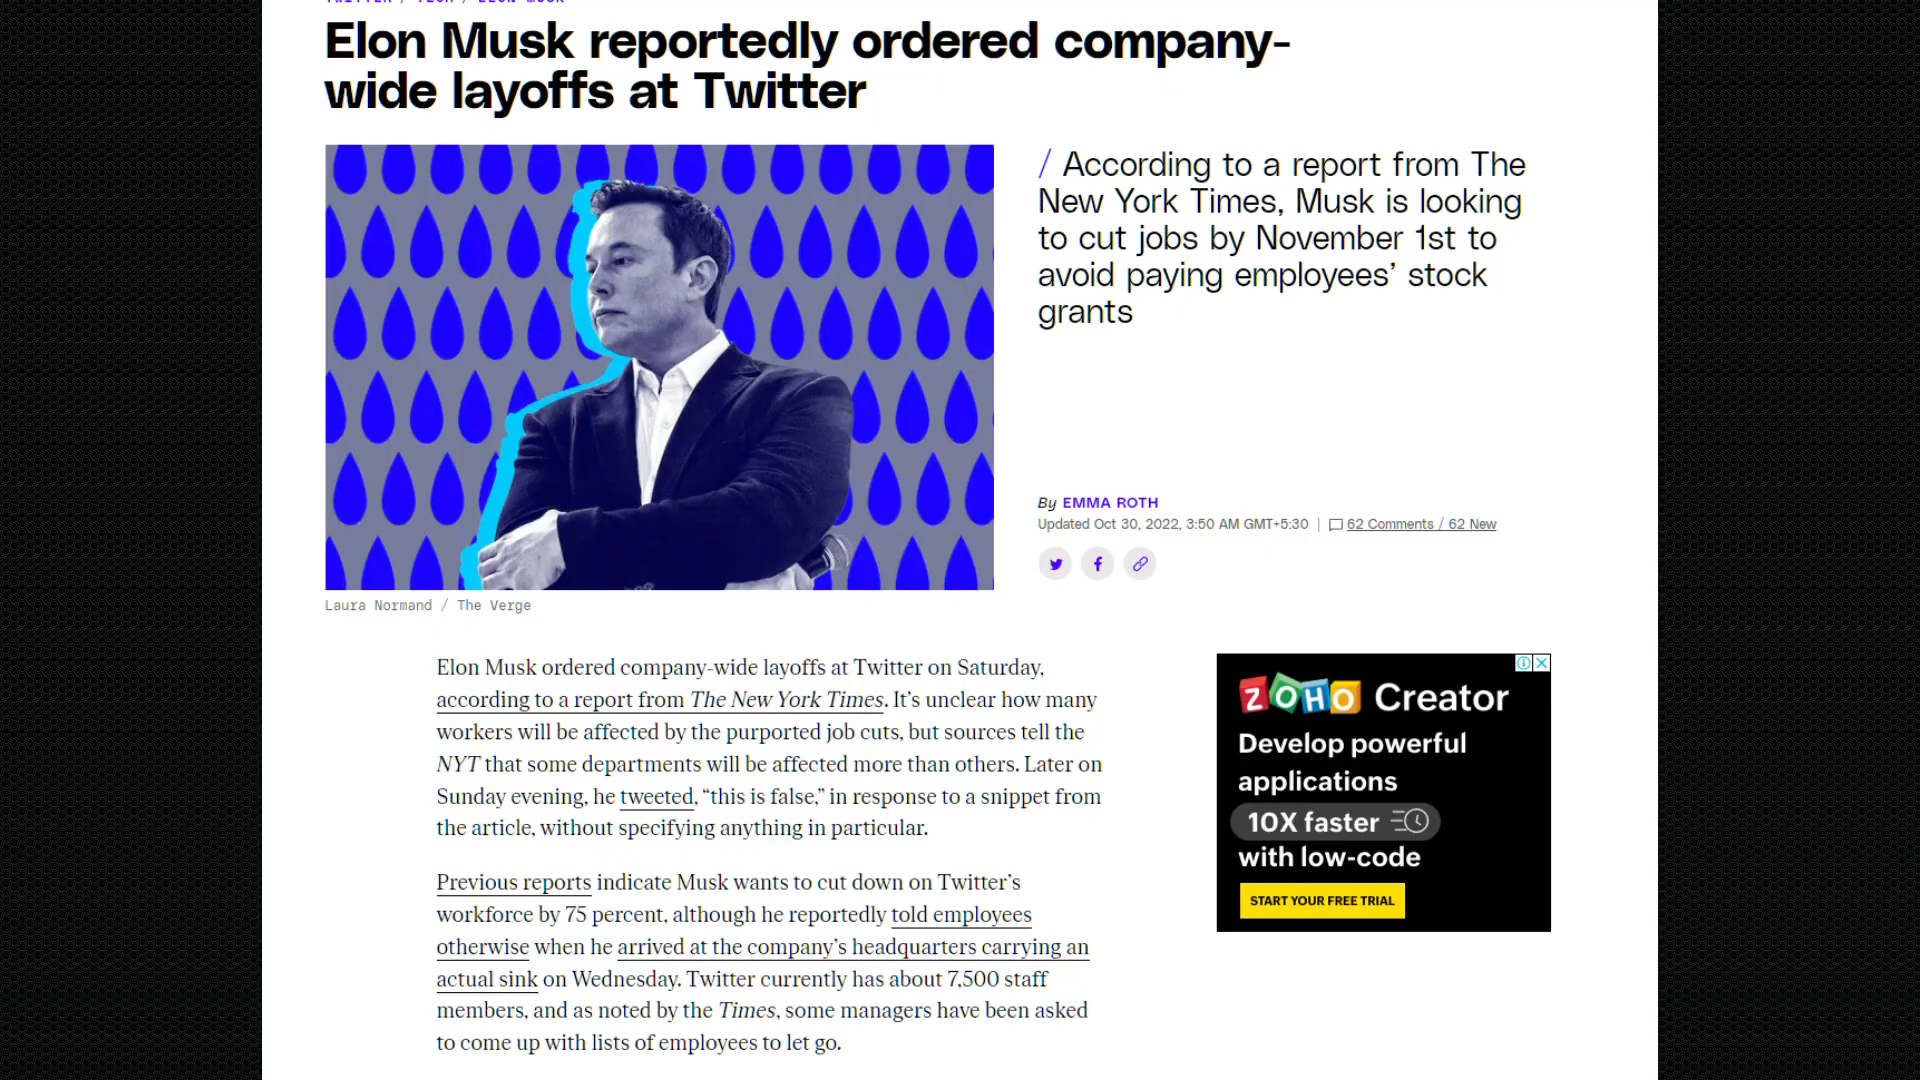 TWITTER / TECH / ELON MUSK
Elon Musk reportedly ordered company-
wide layoffs at Twitter
/ According to a report from The
New York Times, Musk is looking
to cut jobs by November 1st to
avoid paying employees’ stock
grants
By EMMA ROTH
Updated Oct 30, 2022, 3:50 AM GMT+5:30 | 62 Comments / 62 New
Laura Normand / The Verge
Elon Musk ordered company-wide layoffs at Twitter on Saturday,
according to a report from The New York Times. It’s unclear how many
workers will be affected by the purported job cuts, but sources tell the
NYT that some departments will be affected more than others. Later on
Sunday evening, he tweeted, “this is false,” in response to a snippet from
the article, without specifying anything in particular.
Previous reports indicate Musk wants to cut down on Twitter’s
workforce by 75 percent, although he reportedly told employees
otherwise when he arrived at the company’s headquarters carrying an
actual sink on Wednesday. Twitter currently has about 7,500 staff
members, and as noted by the Times, some managers have been asked
to come up with lists of employees to let go.
ZOHO Creator
Develop powerful
applications
10X faster
with low-code
START YOUR FREE TRIAL